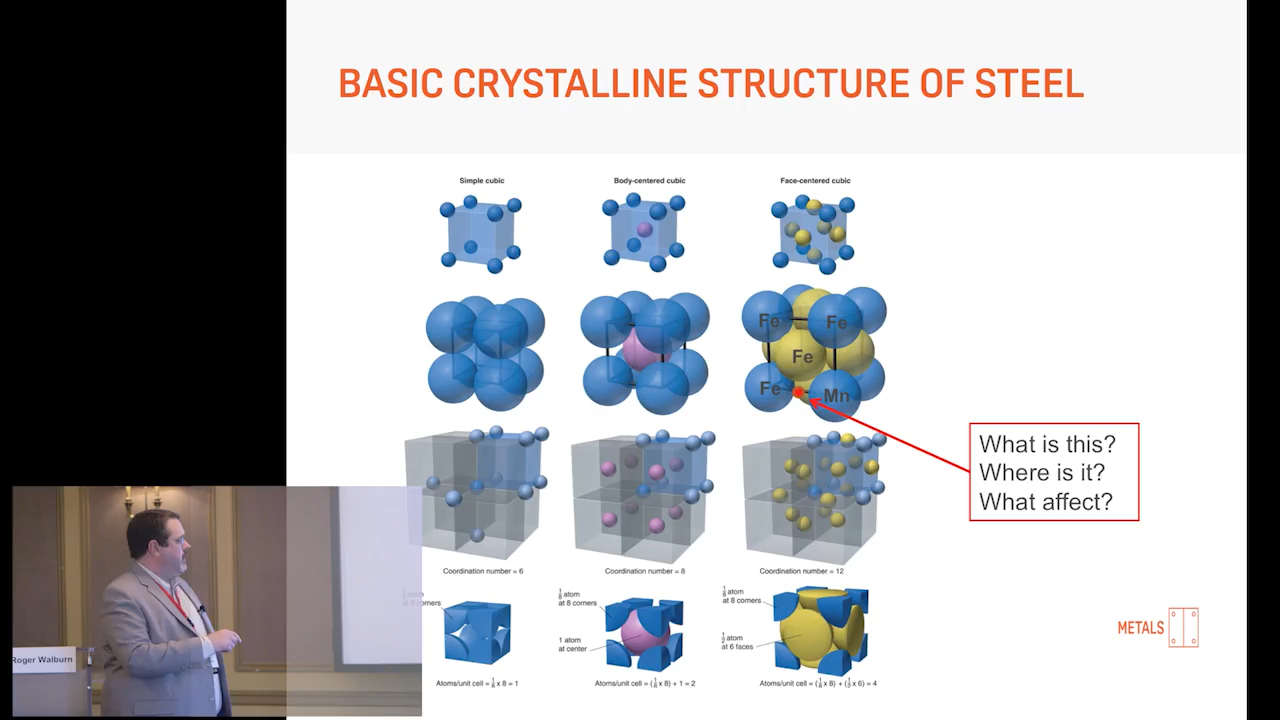 BASIC CRYSTALLINE STRUCTURE OF STEEL
Simple cubic
Body-centered cubic
Face-centered cubic
Fe
Fe
Fe
Fe
Mn
What is this?
Where is it?
What affect?
Coordination number = 6
Coordination number = 8
Coordination number = 12
at 8 corners
1/8 atom
at 8 corners
1 atom
at center
1/8 atom
at 8 corners
1/2 atom
at 6 faces
Atoms/unit cell = 1/8 x 8 = 1
Atoms/unit cell = (1/8 x 8) + 1 = 2
Atoms/unit cell = (1/8 x 8) + (1/2 x 6) = 4
METALS
Roger Walburn